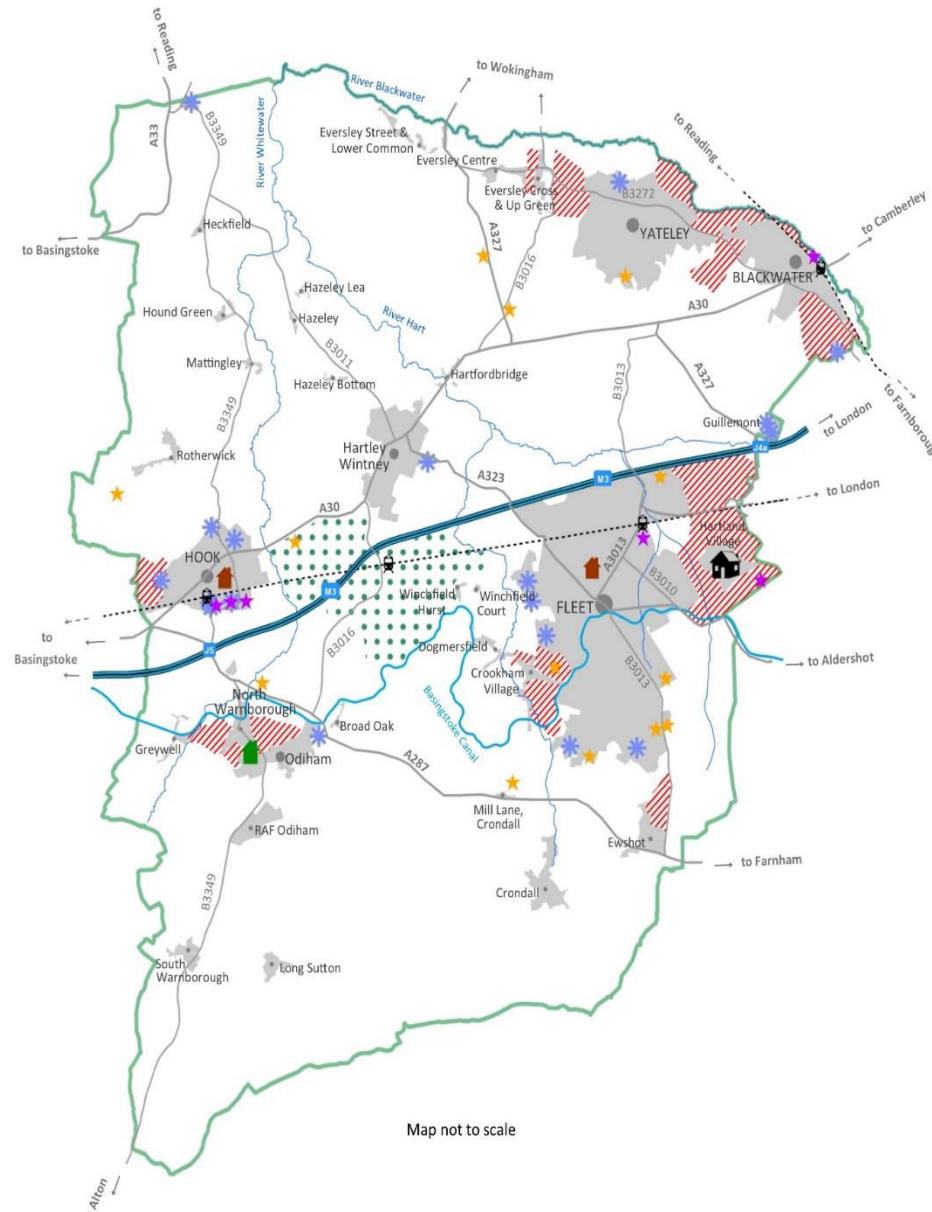 to Reading
to Wokingham
River Blackwater
A33
B3349
River Whitewater
Eversley Street &
Lower Common
Eversley Centre
to Reading
Eversley Cross
& Up Green
B3272
to Camberley
Heckfield
A327
YATELEY
to Basingstoke
B3016
BLACKWATER
Hazeley Lea
A30
Hound Green
Hazeley
River Hart
Mattingley
B3011
Hazeley Bottom
Hartfordbridge
B3013
A327
to Farnborough
B3349
Guillemont
to London
Rotherwick
Hartley
Wintney
J4a
A323
M3
to London
A30
HOOK
Hartland
Village
A3013
B3010
M3
Winchfield
Hurst
Winchfield
Court
FLEET
to
Basingstoke
B3016
J5
Dogmersfield
to Aldershot
Crookham
Village
B3013
North
Warnborough
Basingstoke Canal
Broad Oak
Greywell
Odiham
A287
Mill Lane,
Crondall
RAF Odiham
Ewshot
to Farnham
B3349
Crondall
South
Warnborough
Long Sutton
Map not to scale
Alton